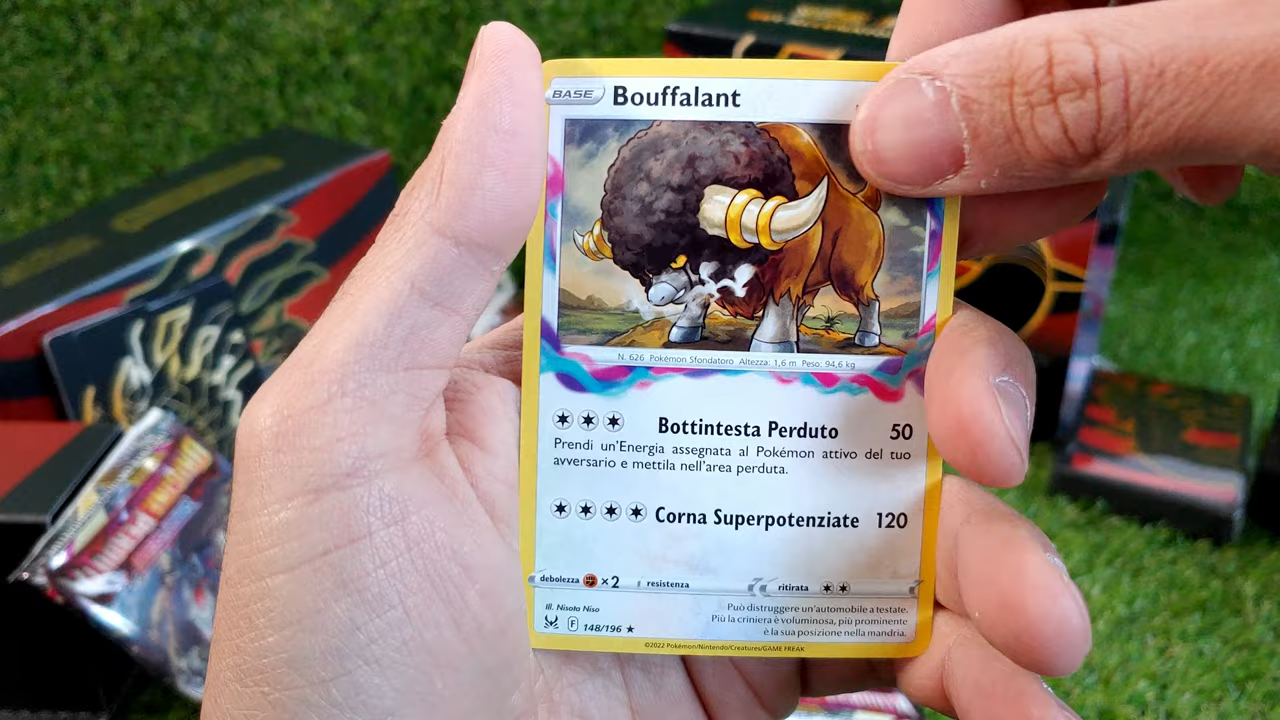 BASE Bouffalant
N. 626 Pokémon Sfondatoro Altezza: 1,6 m Peso: 94,6 kg
Bottintesta Perduto 50
Prendi un'Energia assegnata al Pokémon attivo del tuo
avversario e mettila nell'area perduta.
Corna Superpotenziate 120
debolezza ×2 resistenza ritirata
Ill. Nisota Niso
F 148/196 ★
Può distruggere un'automobile a testate.
Più la criniera è voluminosa, più prominente
è la sua posizione nella mandria.
©2022 Pokémon/Nintendo/Creatures/GAME FREAK